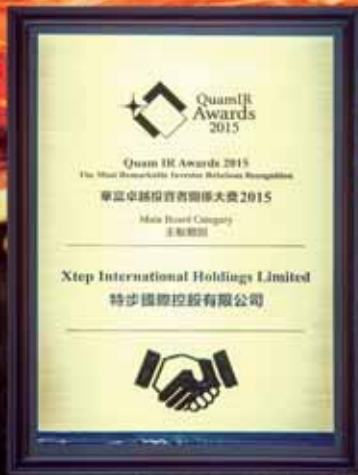 QuamIR
Awards
2015
Quam IR Awards 2015
The Most Remarkable Investor Relations Recognition
華富卓越投資者關係大獎2015
Main Board Category
主板類別
Xtep International Holdings Limited
特步國際控股有限公司